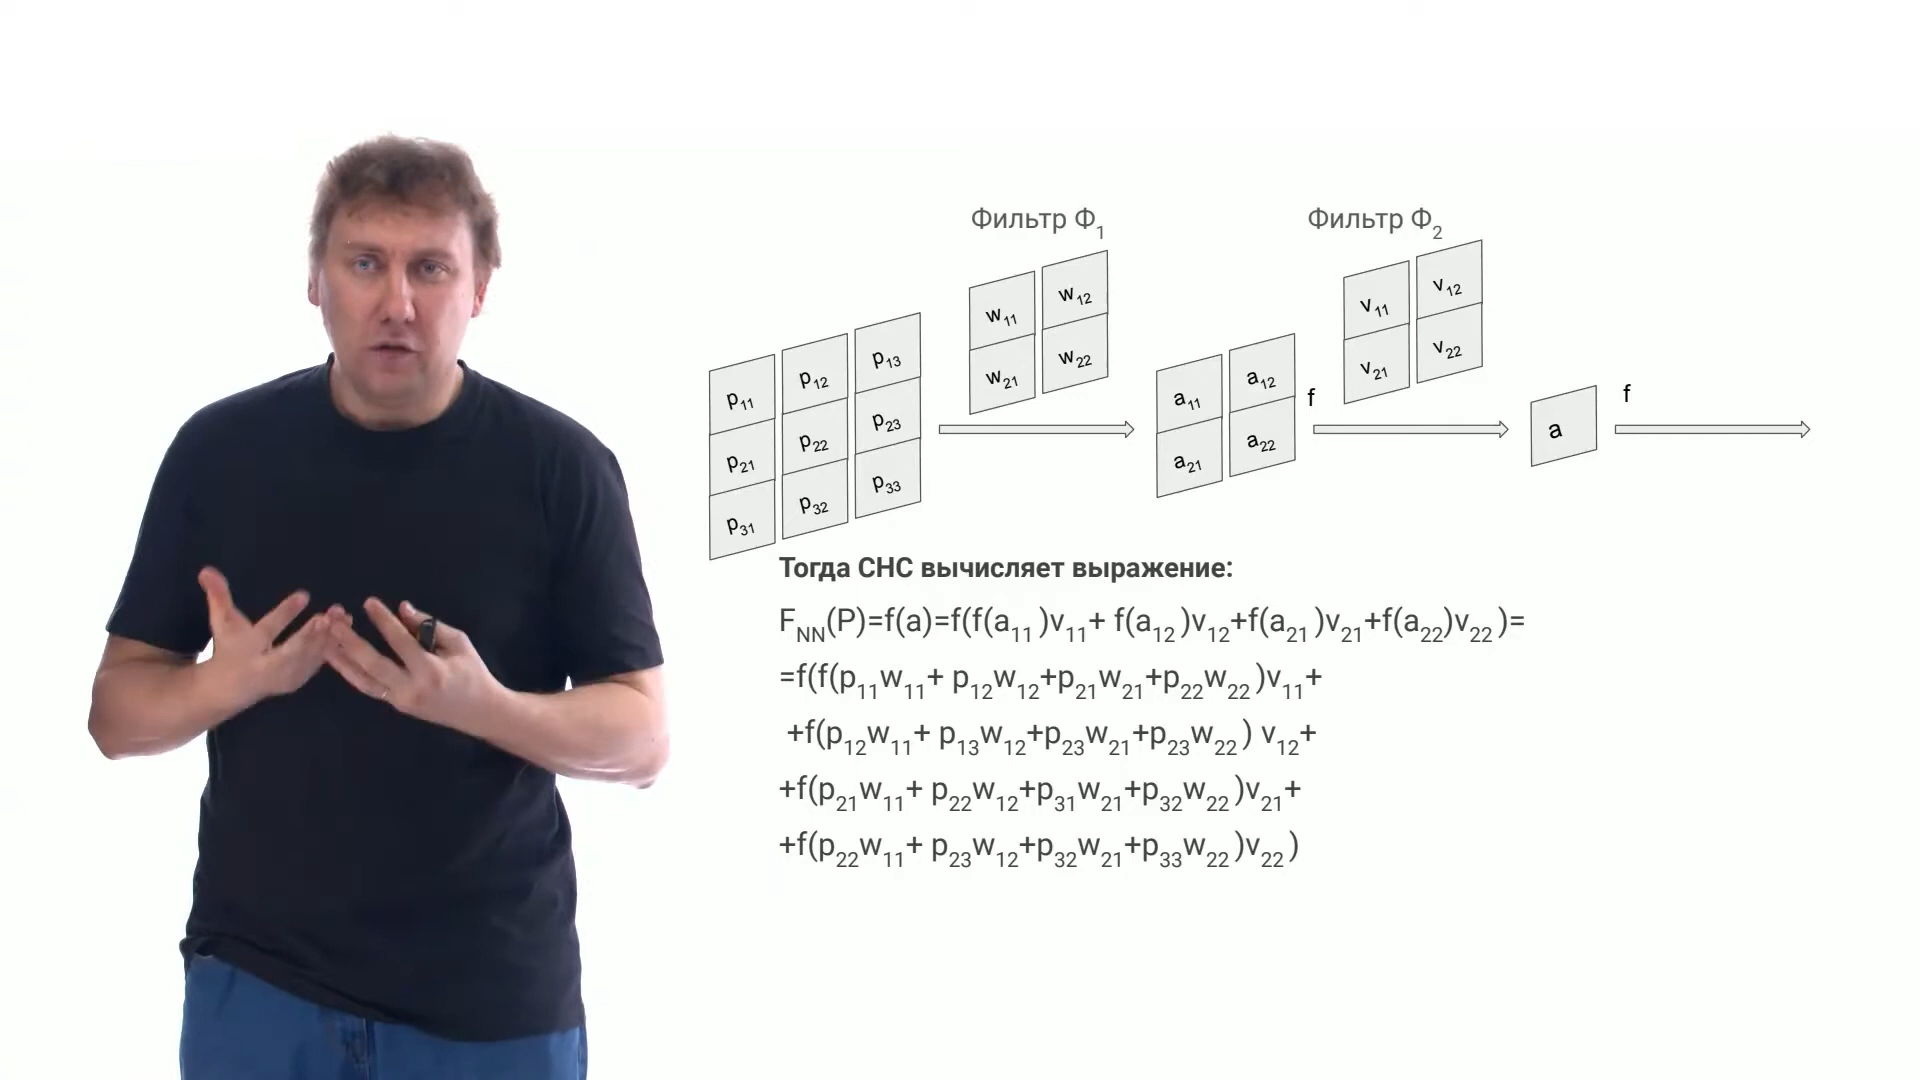 Фильтр Ф₁
Фильтр Ф₂
w₁₁ w₁₂
w₂₁ w₂₂
v₁₁ v₁₂
v₂₁ v₂₂
p₁₁ p₁₂ p₁₃
p₂₁ p₂₂ p₂₃
p₃₁ p₃₂ p₃₃
a₁₁ a₁₂
a₂₁ a₂₂
f
a
f
Тогда СНС вычисляет выражение:
F_NN(P)=f(a)=f(f(a₁₁)v₁₁+ f(a₁₂)v₁₂+f(a₂₁)v₂₁+f(a₂₂)v₂₂)=
=f(f(p₁₁w₁₁+ p₁₂w₁₂+p₂₁w₂₁+p₂₂w₂₂)v₁₁+
+f(p₁₂w₁₁+ p₁₃w₁₂+p₂₃w₂₁+p₂₃w₂₂) v₁₂+
+f(p₂₁w₁₁+ p₂₂w₁₂+p₃₁w₂₁+p₃₂w₂₂)v₂₁+
+f(p₂₂w₁₁+ p₂₃w₁₂+p₃₂w₂₁+p₃₃w₂₂)v₂₂)